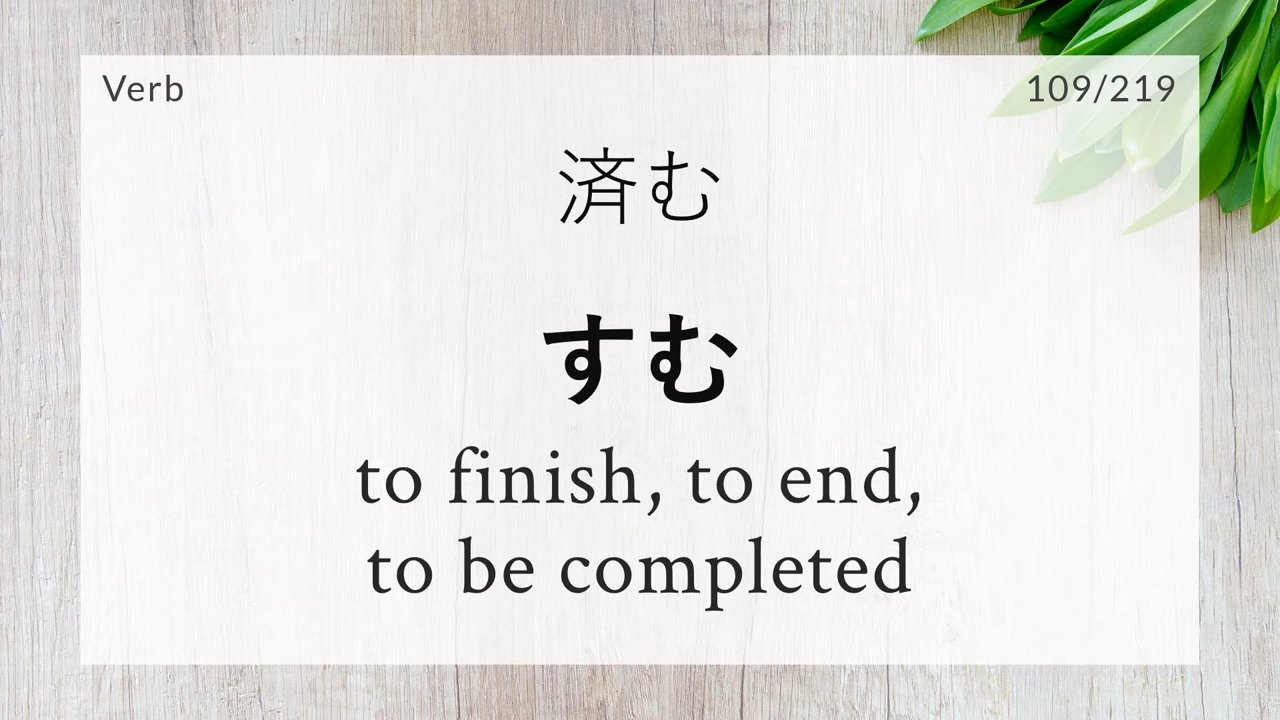 Verb
109/219
済む
すむ
to finish, to end,
to be completed